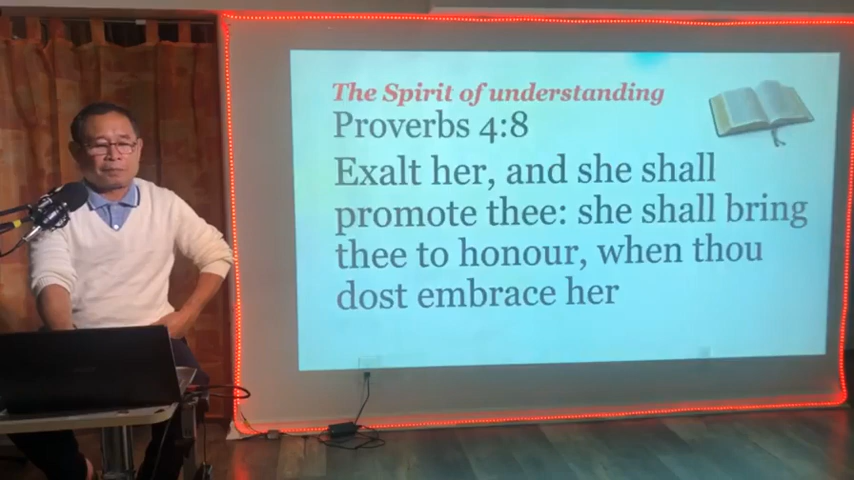 The Spirit of understanding
Proverbs 4:8
Exalt her, and she shall
promote thee: she shall bring
thee to honour, when thou
dost embrace her